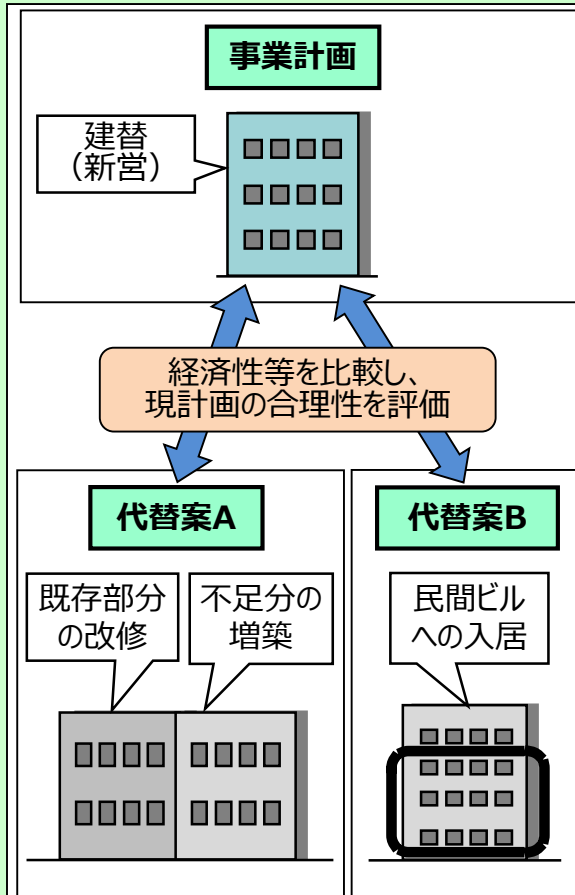 事業計画
建替
（新営）
経済性等を比較し、
現計画の合理性を評価
代替案A
既存部分
の改修
不足分の
増築
代替案B
民間ビル
への入居